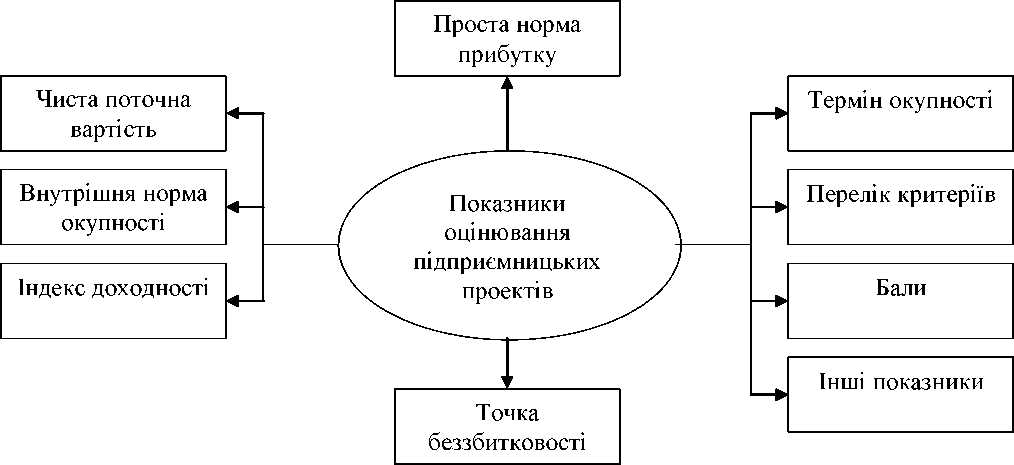 Проста норма
прибутку
Чиста поточна
вартість
Внутрішня норма
окупності
Індекс доходності
Показники
оцінювання
підприємницьких
проектів
Термін окупності
Перелік критеріїв
Бали
Інші показники
Точка
беззбитковості